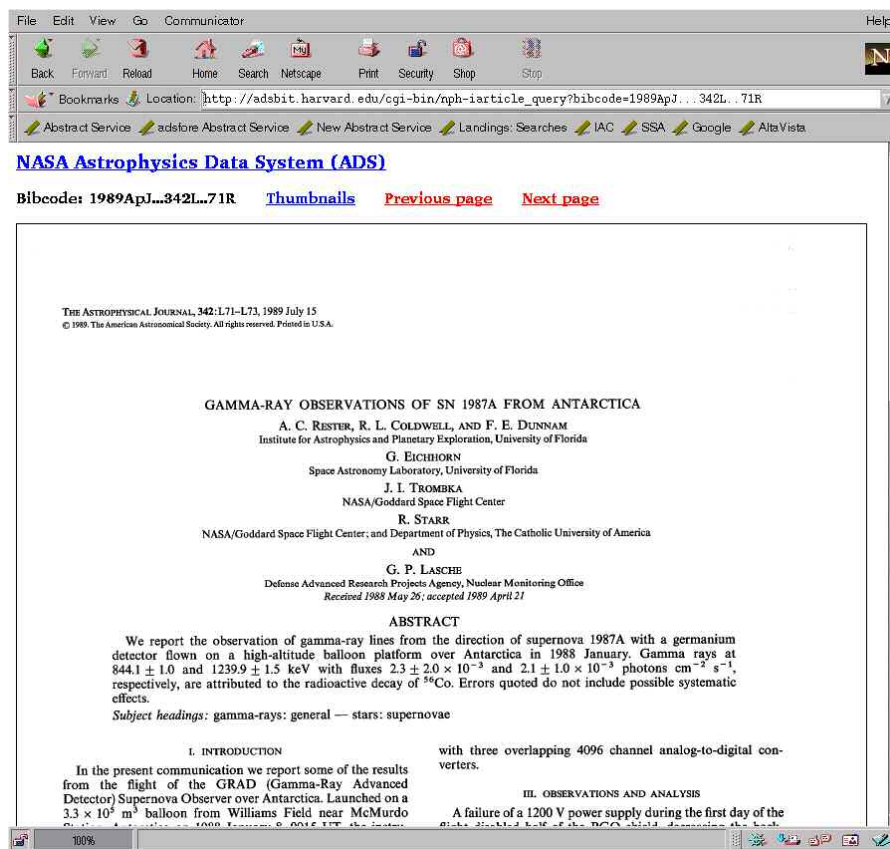 File Edit View Go Communicator Help
Back Forward Reload Home Search Netscape Print Security Shop Stop
My
N
Bookmarks Location: http://adsbit.harvard.edu/cgi-bin/nph-iarticle_query?bibcode=1989ApJ...342L..71R
Abstract Service adsfore Abstract Service New Abstract Service Landings: Searches IAC SSA Google AltaVista
NASA Astrophysics Data System (ADS)
Bibcode: 1989ApJ...342L..71R Thumbnails Previous page Next page
THE ASTROPHYSICAL JOURNAL, 342:L71–L73, 1989 July 15
© 1989. The American Astronomical Society. All rights reserved. Printed in U.S.A.
GAMMA-RAY OBSERVATIONS OF SN 1987A FROM ANTARCTICA
A. C. RESTER, R. L. COLDWELL, AND F. E. DUNNAM
Institute for Astrophysics and Planetary Exploration, University of Florida
G. EICHHORN
Space Astronomy Laboratory, University of Florida
J. I. TROMBKA
NASA/Goddard Space Flight Center
R. STARR
NASA/Goddard Space Flight Center; and Department of Physics, The Catholic University of America
AND
G. P. LASCHE
Defense Advanced Research Projects Agency, Nuclear Monitoring Office
Received 1988 May 26; accepted 1989 April 21
ABSTRACT
We report the observation of gamma-ray lines from the direction of supernova 1987A with a germanium
detector flown on a high-altitude balloon platform over Antarctica in 1988 January. Gamma rays at
844.1 ± 1.0 and 1239.9 ± 1.5 keV with fluxes 2.3 ± 2.0 × 10⁻³ and 2.1 ± 1.0 × 10⁻³ photons cm⁻² s⁻¹,
respectively, are attributed to the radioactive decay of ⁵⁶Co. Errors quoted do not include possible systematic
effects.
Subject headings: gamma-rays: general — stars: supernovae
I. INTRODUCTION
In the present communication we report some of the results
from the flight of the GRAD (Gamma-Ray Advanced
Detector) Supernova Observer over Antarctica. Launched on a
3.3 × 10⁵ m³ balloon from Williams Field near McMurdo
with three overlapping 4096 channel analog-to-digital con-
verters.
III. OBSERVATIONS AND ANALYSIS
A failure of a 1200 V power supply during the first day of the
100%